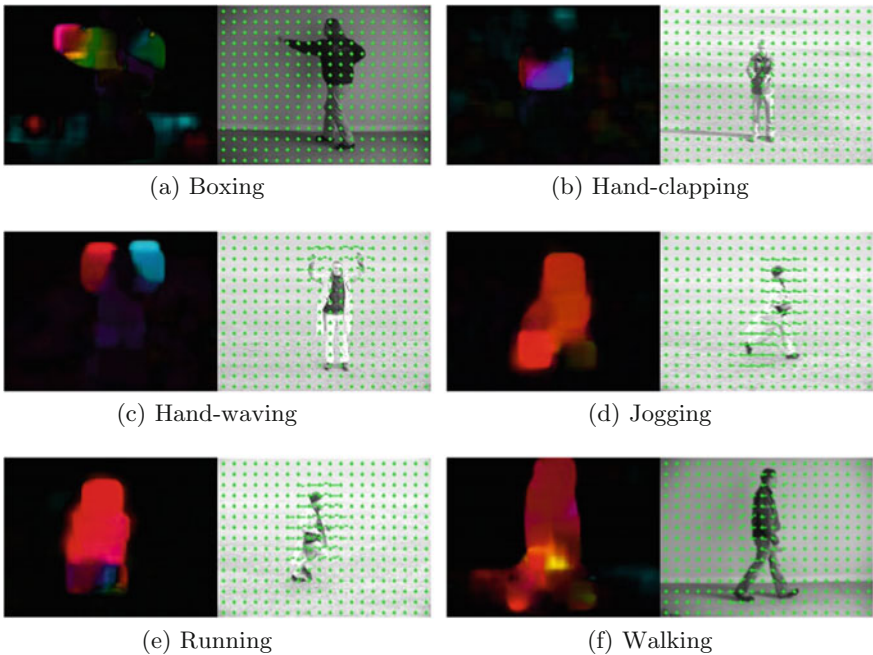 (a) Boxing
(b) Hand-clapping
(c) Hand-waving
(d) Jogging
(e) Running
(f) Walking